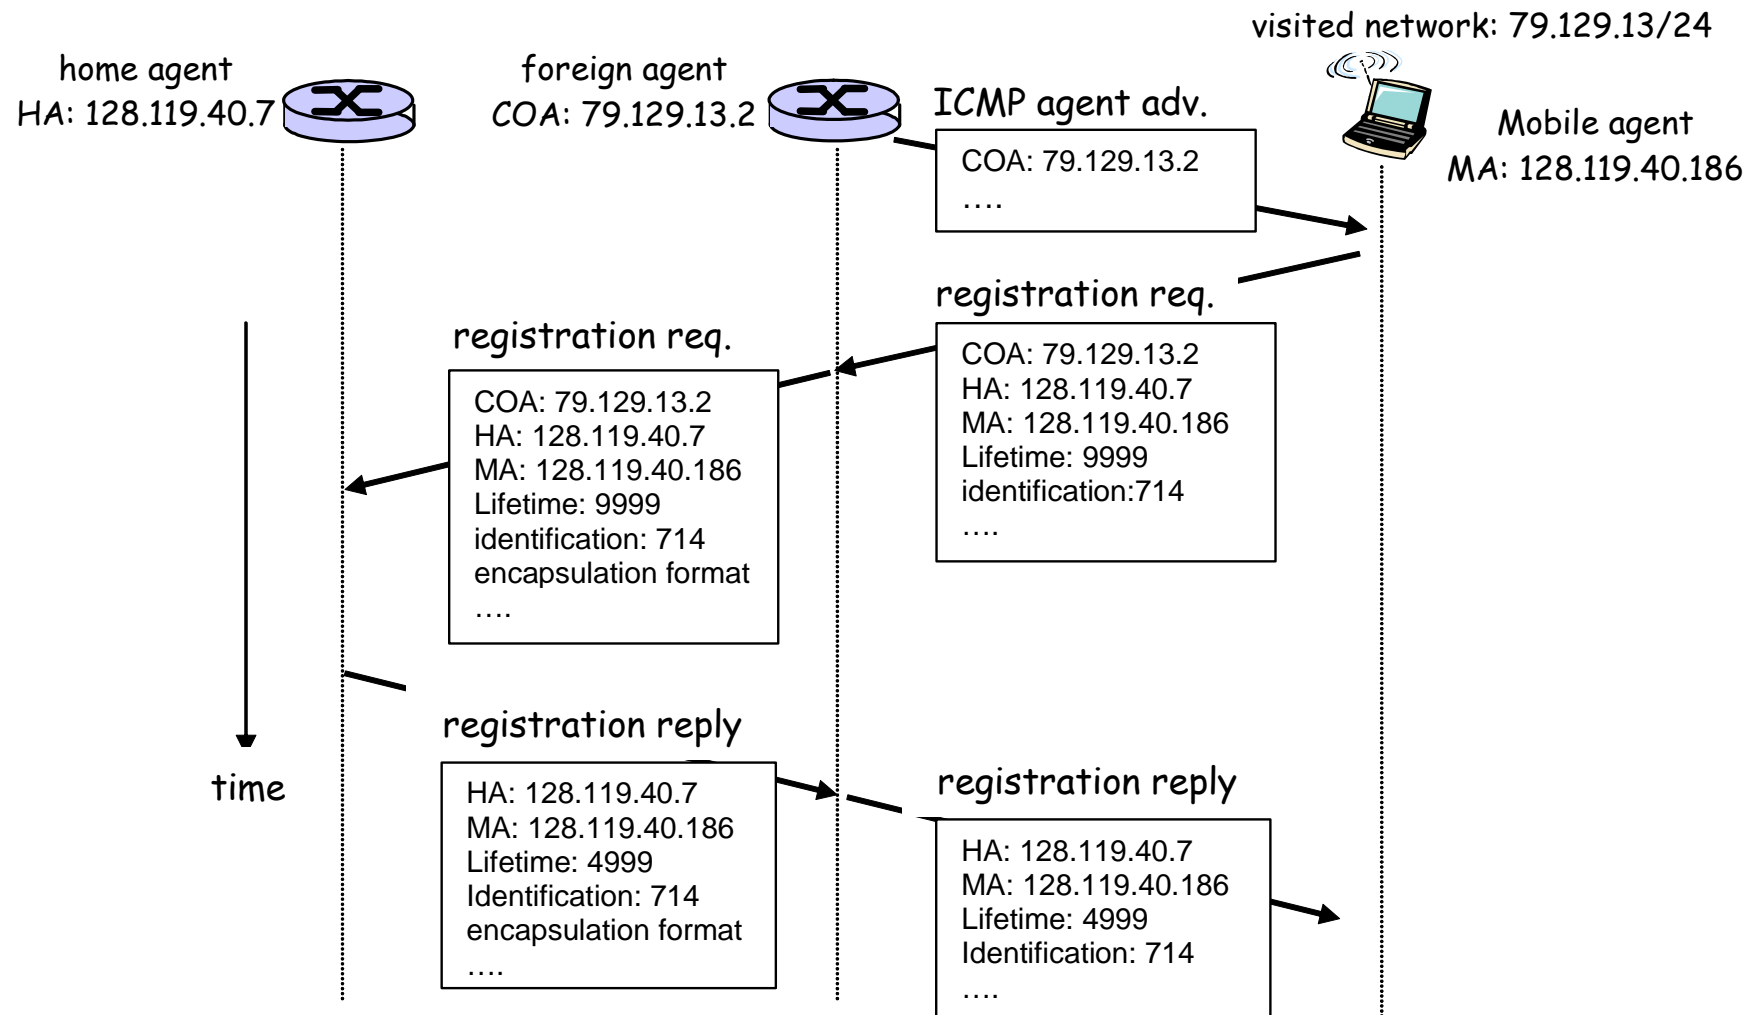 visited network: 79.129.13/24
home agent
HA: 128.119.40.7
foreign agent
COA: 79.129.13.2
ICMP agent adv.
COA: 79.129.13.2
….
Mobile agent
MA: 128.119.40.186
registration req.
COA: 79.129.13.2
HA: 128.119.40.7
MA: 128.119.40.186
Lifetime: 9999
identification:714
….
registration req.
COA: 79.129.13.2
HA: 128.119.40.7
MA: 128.119.40.186
Lifetime: 9999
identification: 714
encapsulation format
….
time
registration reply
HA: 128.119.40.7
MA: 128.119.40.186
Lifetime: 4999
Identification: 714
encapsulation format
….
registration reply
HA: 128.119.40.7
MA: 128.119.40.186
Lifetime: 4999
Identification: 714
….